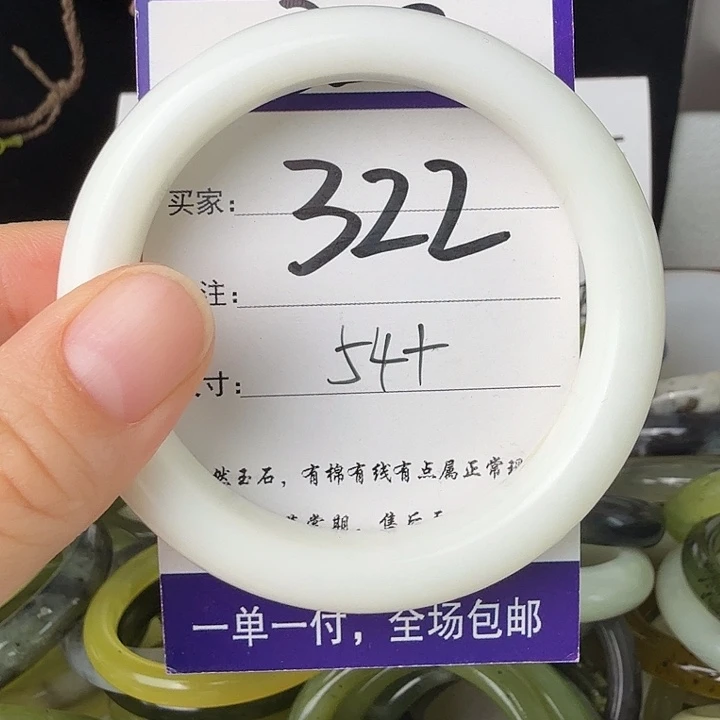 买家: 322
注:
54+
寸:
然玉石，有棉有线有点属正常现
一单一付，全场包邮